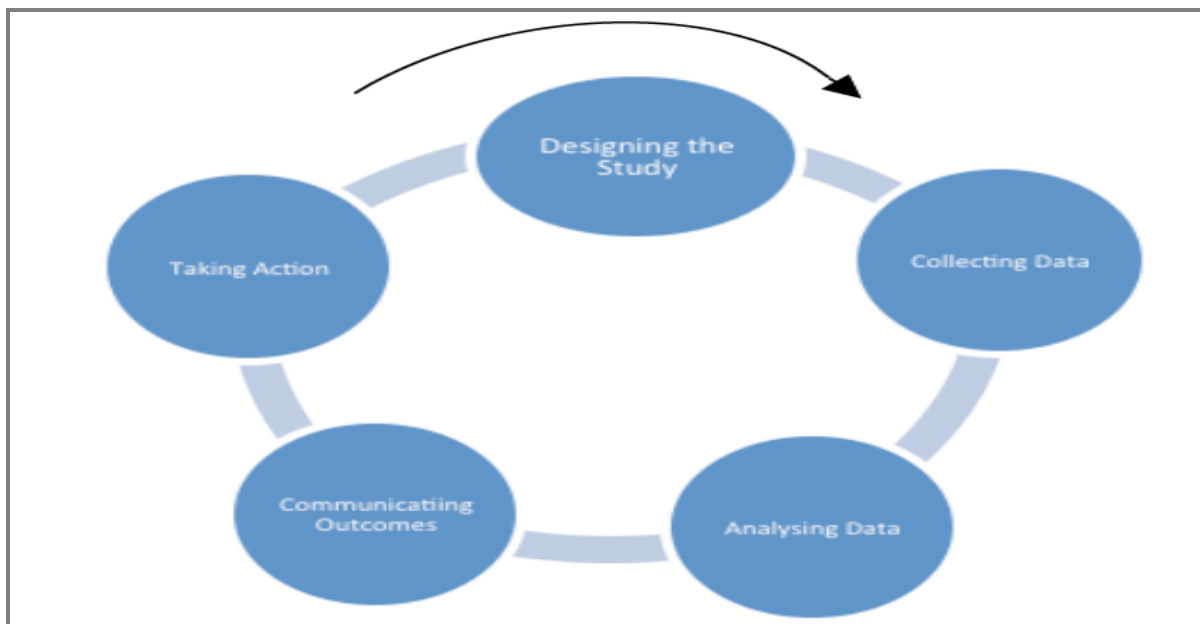 Designing the
Study
Collecting Data
Analysing Data
Communicatiing
Outcomes
Taking Action